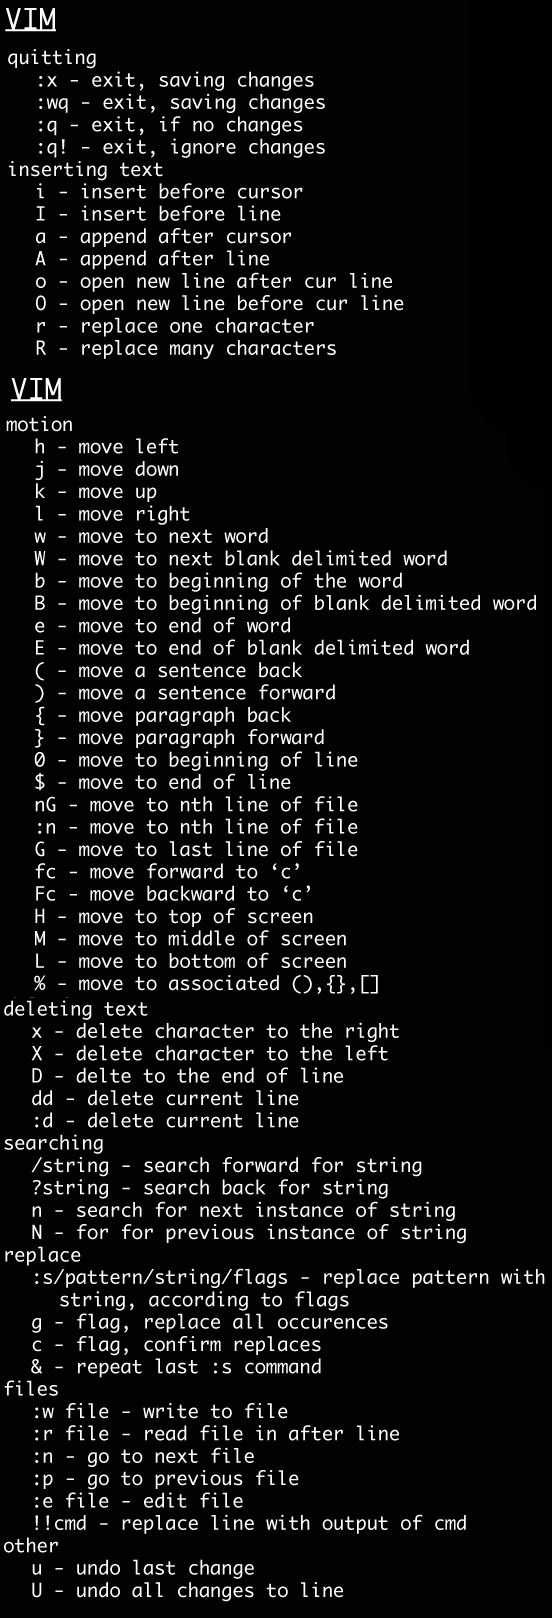 VIM
quitting
:x - exit, saving changes
:wq - exit, saving changes
:q - exit, if no changes
:q! - exit, ignore changes
inserting text
i - insert before cursor
I - insert before line
a - append after cursor
A - append after line
o - open new line after cur line
O - open new line before cur line
r - replace one character
R - replace many characters
VIM
motion
h - move left
j - move down
k - move up
l - move right
w - move to next word
W - move to next blank delimited word
b - move to beginning of the word
B - move to beginning of blank delimited word
e - move to end of word
E - move to end of blank delimited word
( - move a sentence back
) - move a sentence forward
{ - move paragraph back
} - move paragraph forward
0 - move to beginning of line
$ - move to end of line
nG - move to nth line of file
:n - move to nth line of file
G - move to last line of file
fc - move forward to ‘c’
Fc - move backward to ‘c’
H - move to top of screen
M - move to middle of screen
L - move to bottom of screen
% - move to associated (),{},[]
deleting text
x - delete character to the right
X - delete character to the left
D - delte to the end of line
dd - delete current line
:d - delete current line
searching
/string - search forward for string
?string - search back for string
n - search for next instance of string
N - for for previous instance of string
replace
:s/pattern/string/flags - replace pattern with
string, according to flags
g - flag, replace all occurences
c - flag, confirm replaces
& - repeat last :s command
files
:w file - write to file
:r file - read file in after line
:n - go to next file
:p - go to previous file
:e file - edit file
!!cmd - replace line with output of cmd
other
u - undo last change
U - undo all changes to line